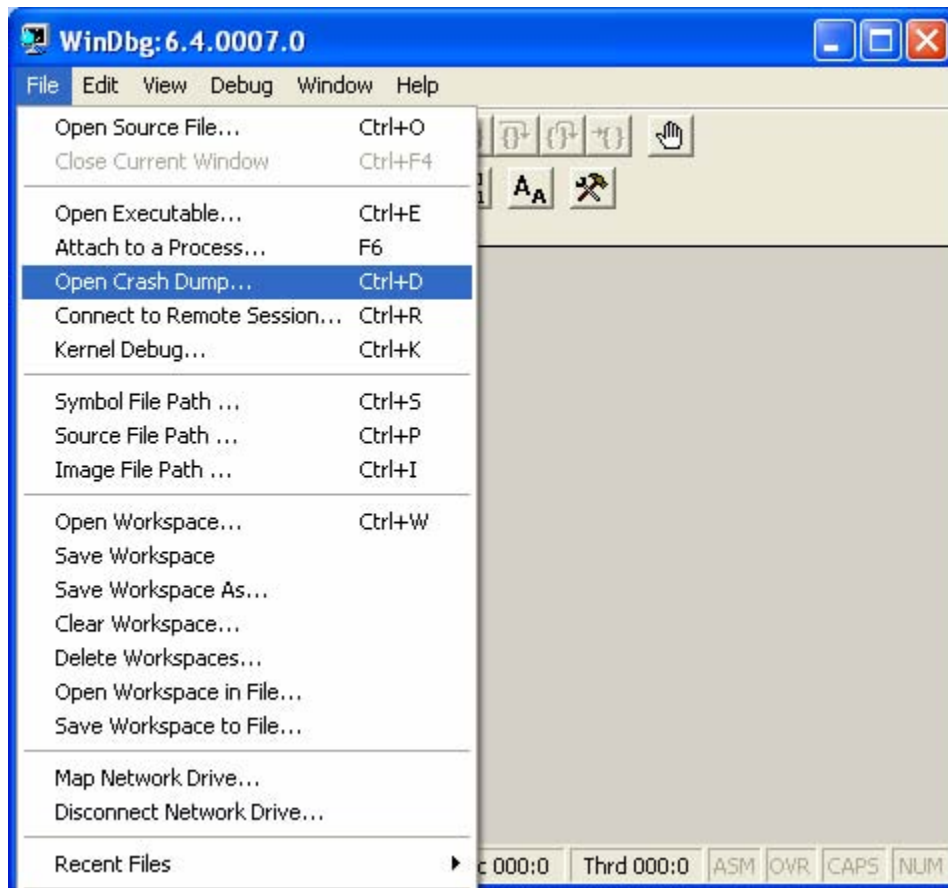 WinDbg:6.4.0007.0
File Edit View Debug Window Help
Open Source File... Ctrl+O
Close Current Window Ctrl+F4
Open Executable... Ctrl+E
Attach to a Process... F6
Open Crash Dump... Ctrl+D
Connect to Remote Session... Ctrl+R
Kernel Debug... Ctrl+K
Symbol File Path ... Ctrl+S
Source File Path ... Ctrl+P
Image File Path ... Ctrl+I
Open Workspace... Ctrl+W
Save Workspace
Save Workspace As...
Clear Workspace...
Delete Workspaces...
Open Workspace in File...
Save Workspace to File...
Map Network Drive...
Disconnect Network Drive...
Recent Files
c 000:0 Thrd 000:0 ASM OVR CAPS NUM